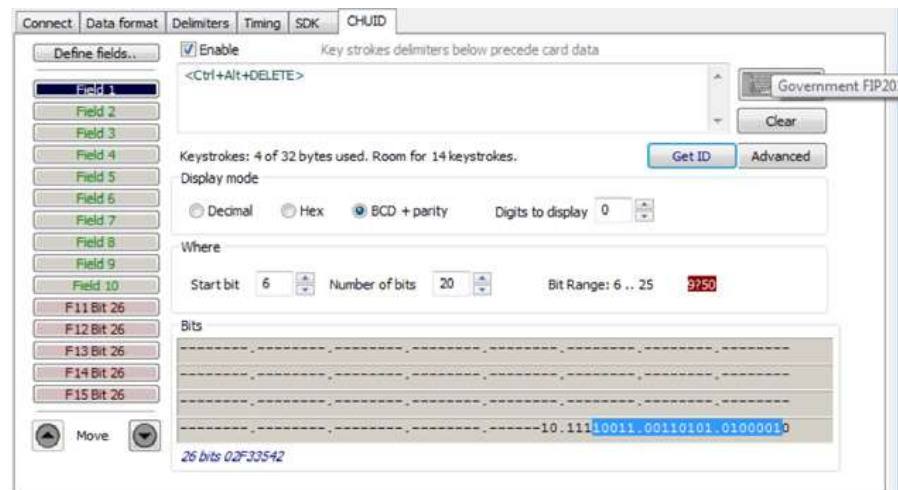 Connect Data format Delimiters Timing SDK CHUID
Define fields..
Enable Key strokes delimiters below precede card data
<Ctrl+Alt+DELETE>
Field 1
Government FIP20
Field 2
Clear
Field 3
Field 4
Keystrokes: 4 of 32 bytes used. Room for 14 keystrokes. Get ID Advanced
Field 5
Display mode
Field 6
Decimal Hex BCD + parity Digits to display 0
Field 7
Field 8
Where
Field 9
Field 10
Start bit 6 Number of bits 20 Bit Range: 6 .. 25 9?50
F11 Bit 26
F12 Bit 26
Bits
F13 Bit 26
--------.--------.--------.--------.--------.--------.--------.--------
F14 Bit 26
--------.--------.--------.--------.--------.--------.--------.--------
F15 Bit 26
--------.--------.--------.--------.--------.--------.--------.--------
Move
--------.--------.--------.--------.------10.11110011.00110101.01000010
26 bits 02F33542